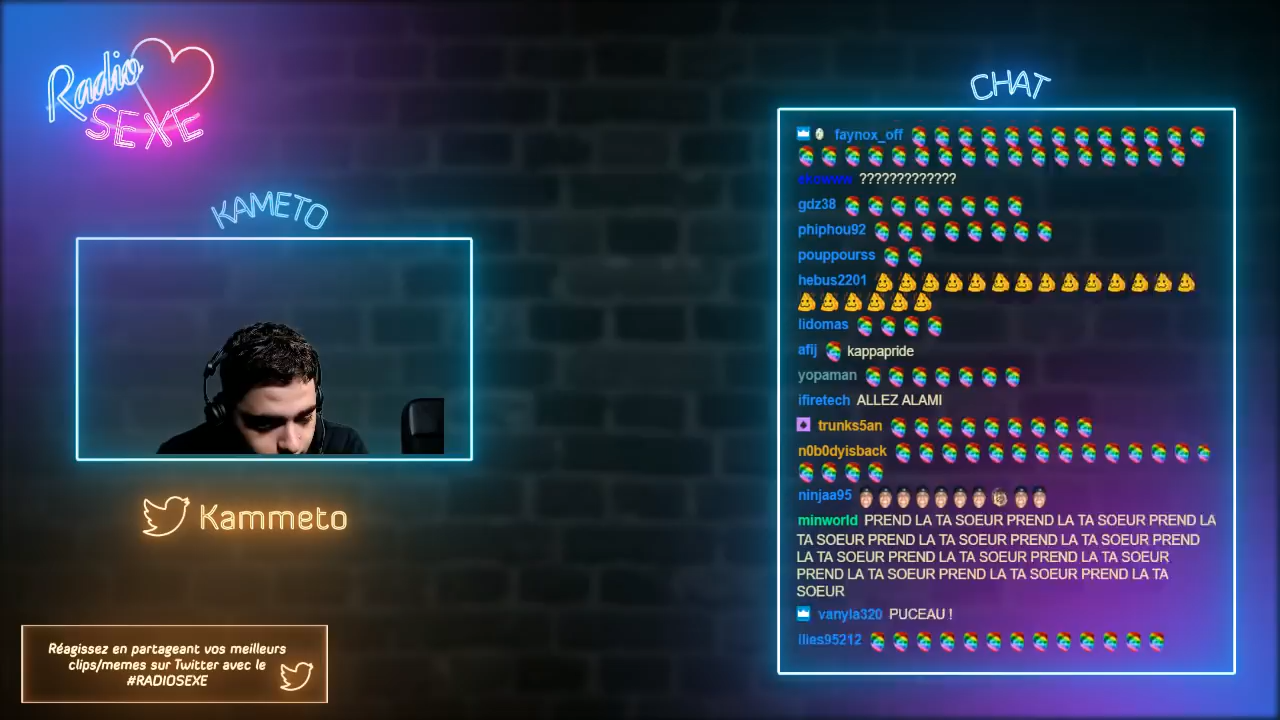 Radio
SEXE
KAMETO
Kammeto
Réagissez en partageant vos meilleurs
clips/memes sur Twitter avec le
#RADIOSEXE
CHAT
faynox_off
skowww ?????????????
gdz38
phiphou92
pouppourss
hebus2201
lidomas
afij kappapride
yopaman
ifiretech ALLEZ ALAMI
trunks5an
n0b0dyisback
ninjaa95
minworld PREND LA TA SOEUR PREND LA TA SOEUR PREND LA
TA SOEUR PREND LA TA SOEUR PREND LA TA SOEUR PREND
LA TA SOEUR PREND LA TA SOEUR PREND LA TA SOEUR
PREND LA TA SOEUR PREND LA TA SOEUR PREND LA TA
SOEUR
vanyla320 PUCEAU !
ilies95212